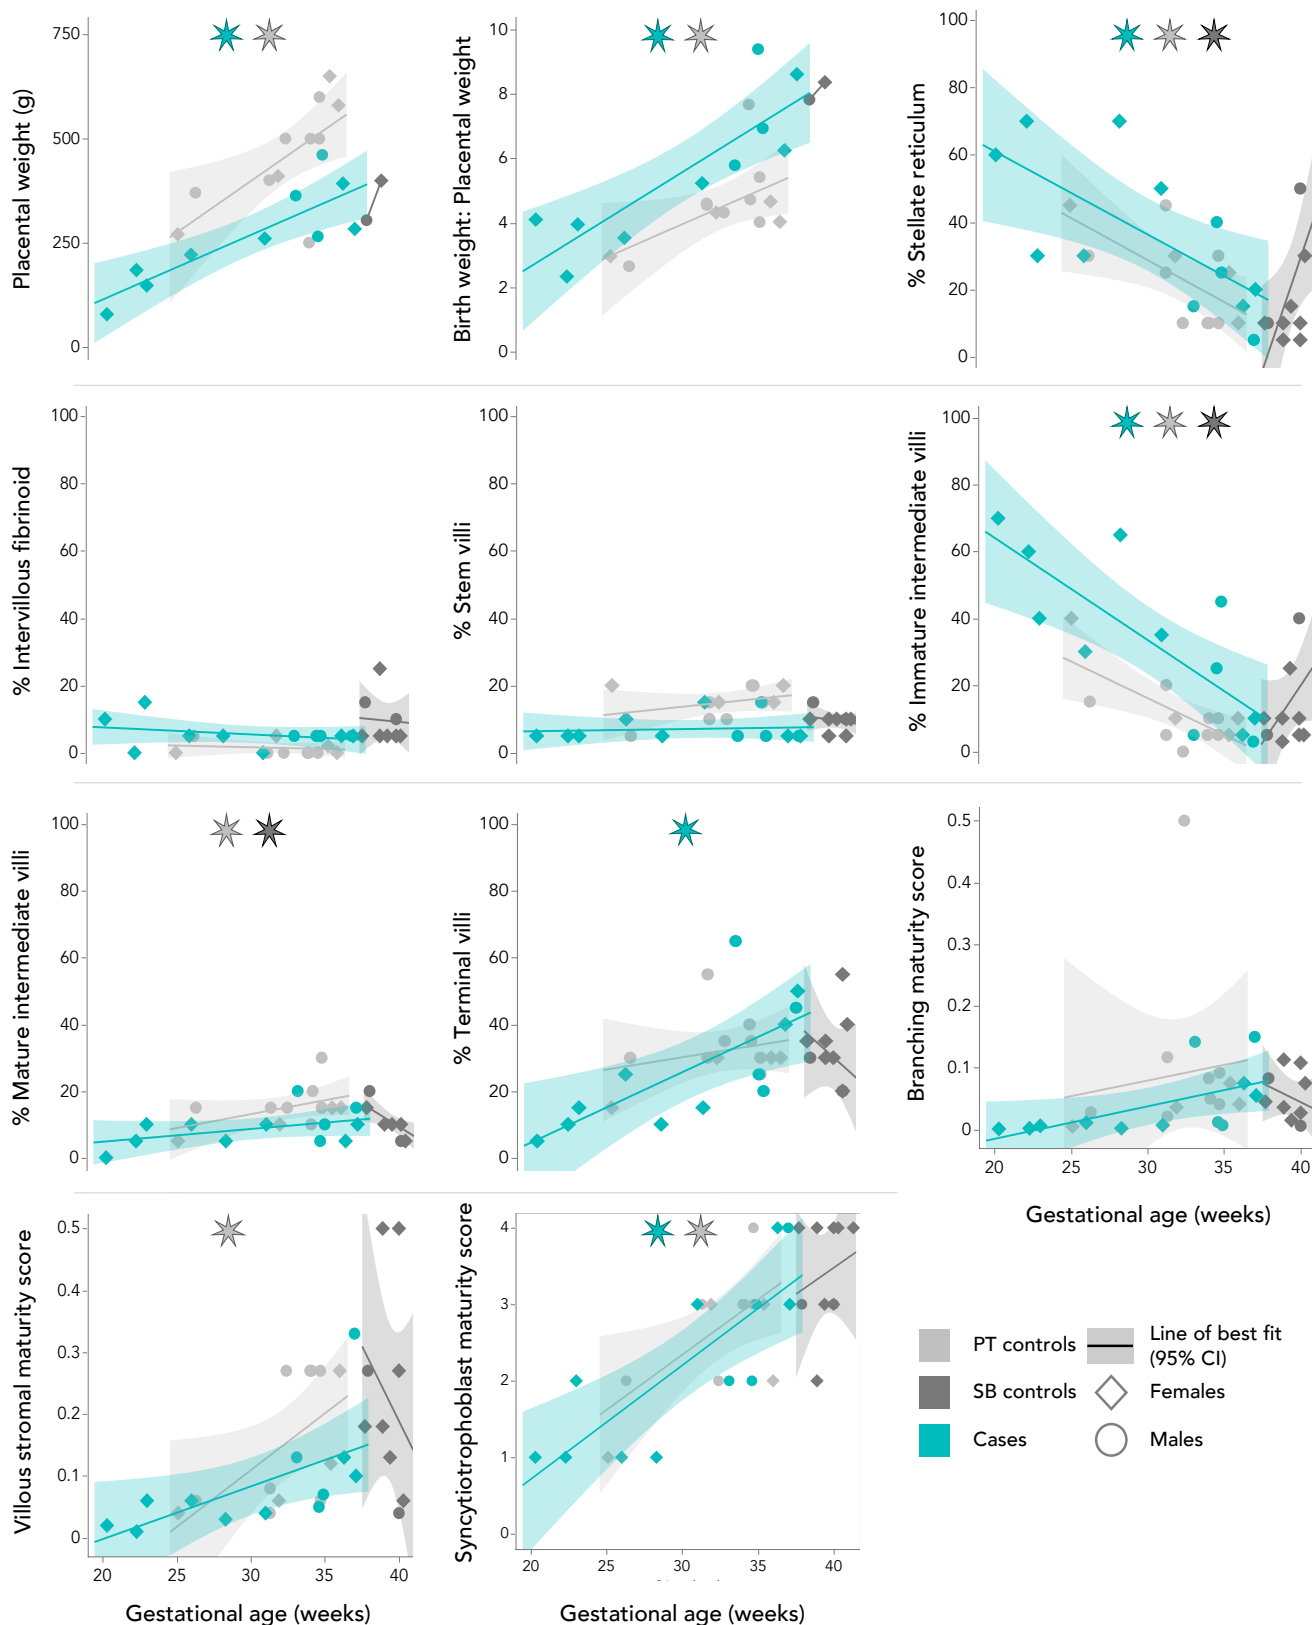 Placental weight (g)
750
500
250
0
Birth weight: Placental weight
10
8
6
4
2
0
% Stellate reticulum
100
80
60
40
20
0
% Intervillous fibrinoid
100
80
60
40
20
0
% Stem villi
100
80
60
40
20
0
% Immature intermediate villi
100
80
60
40
20
0
% Mature intermediate villi
100
80
60
40
20
0
% Terminal villi
100
80
60
40
20
0
Branching maturity score
0.5
0.4
0.3
0.2
0.1
0
20 25 30 35 40
Gestational age (weeks)
Villous stromal maturity score
0.5
0.4
0.3
0.2
0.1
0
20 25 30 35 40
Gestational age (weeks)
Syncytiotrophoblast maturity score
4
3
2
1
0
20 30 35 40
Gestational age (weeks)
PT controls
SB controls
Cases
Line of best fit
(95% CI)
Females
Males